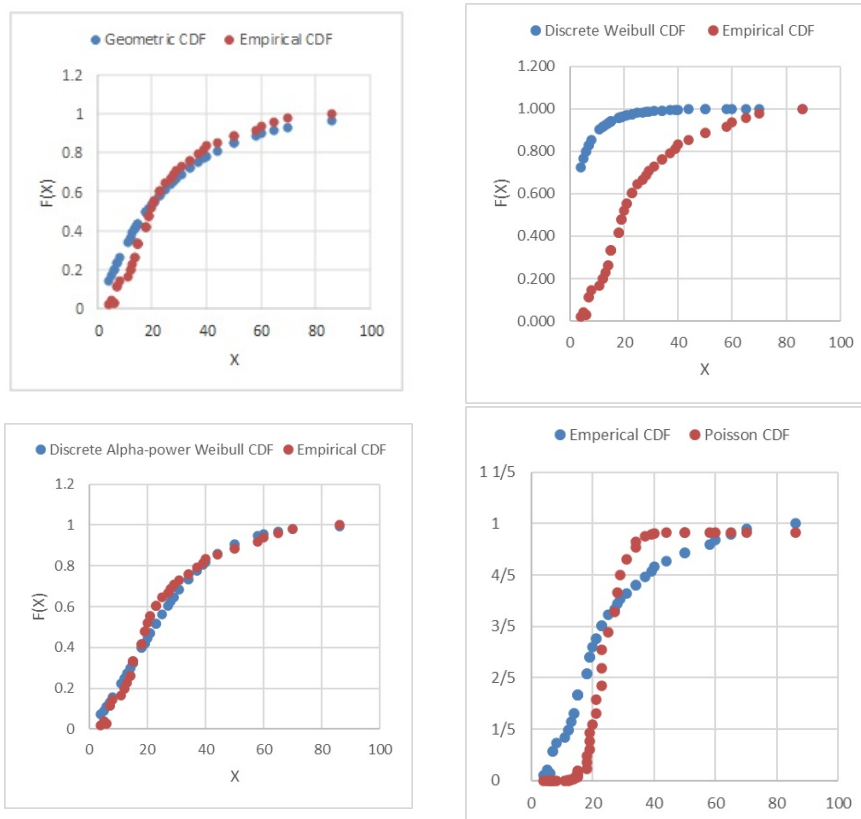 Geometric CDF Empirical CDF
1.2
1
0.8
0.6
0.4
0.2
0
F(X)
0 20 40 60 80 100
X
Discrete Weibull CDF Empirical CDF
1.200
1.000
0.800
0.600
0.400
0.200
0.000
F(X)
0 20 40 60 80 100
X
Discrete Alpha-power Weibull CDF Empirical CDF
1.2
1
0.8
0.6
0.4
0.2
0
F(X)
0 20 40 60 80 100
X
Emperical CDF Poisson CDF
1 1/5
1
4/5
3/5
2/5
1/5
0
0 20 40 60 80 100